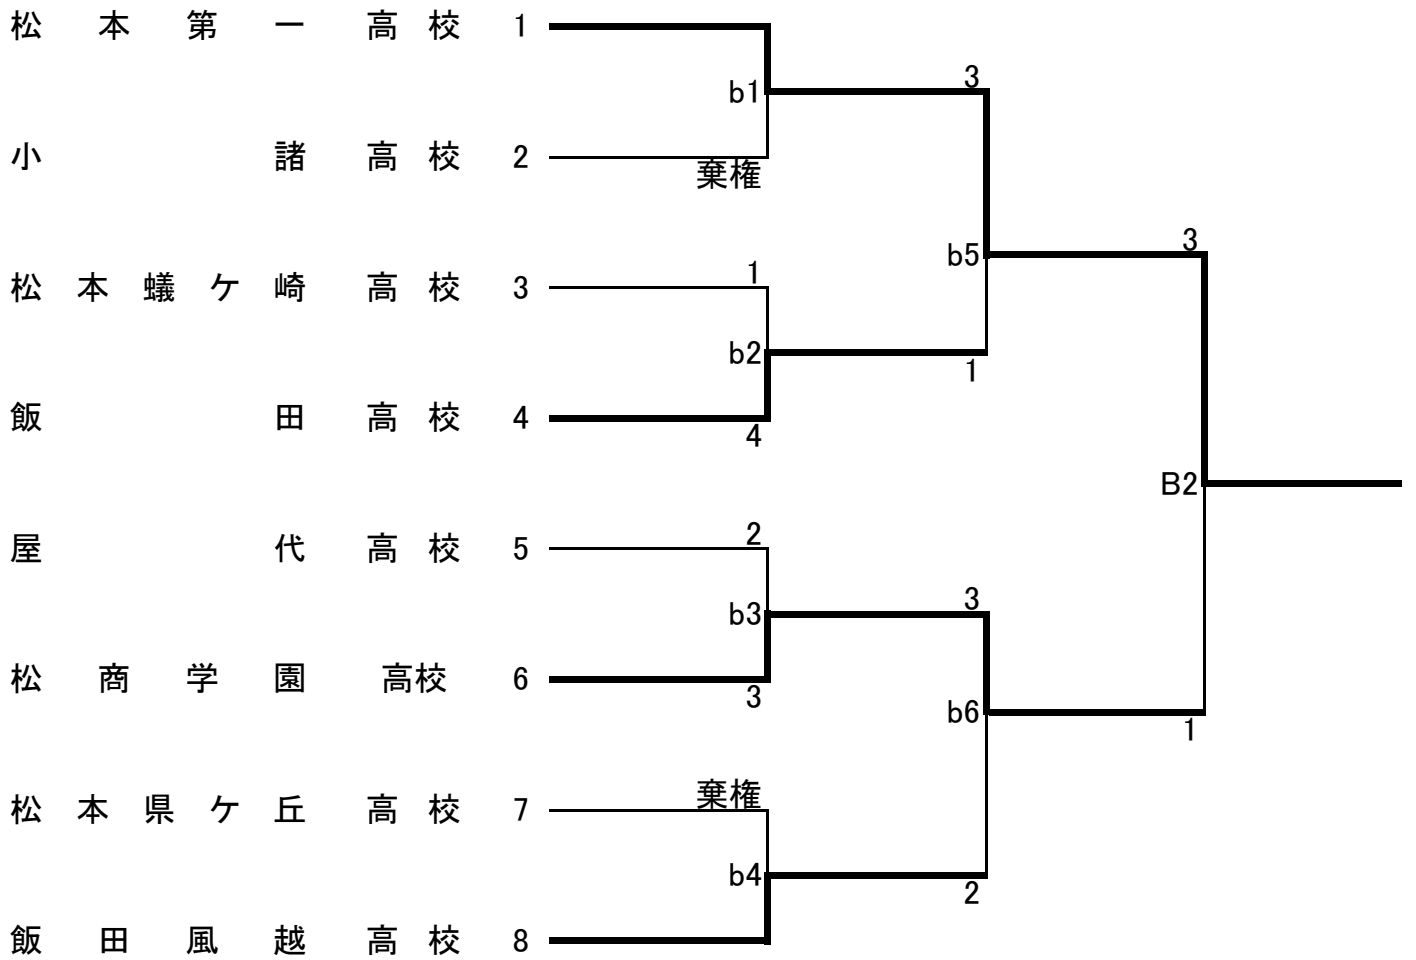 松本第一高校 1
3
b1
小諸高校 2
棄権
3
b5
1
松本蟻ケ崎高校 3
b2
1
飯田高校 4
4
B2
2
屋代高校 5
3
b3
松商学園高校 6
3
b6
1
棄権
松本県ケ丘高校 7
b4
2
飯田風越高校 8